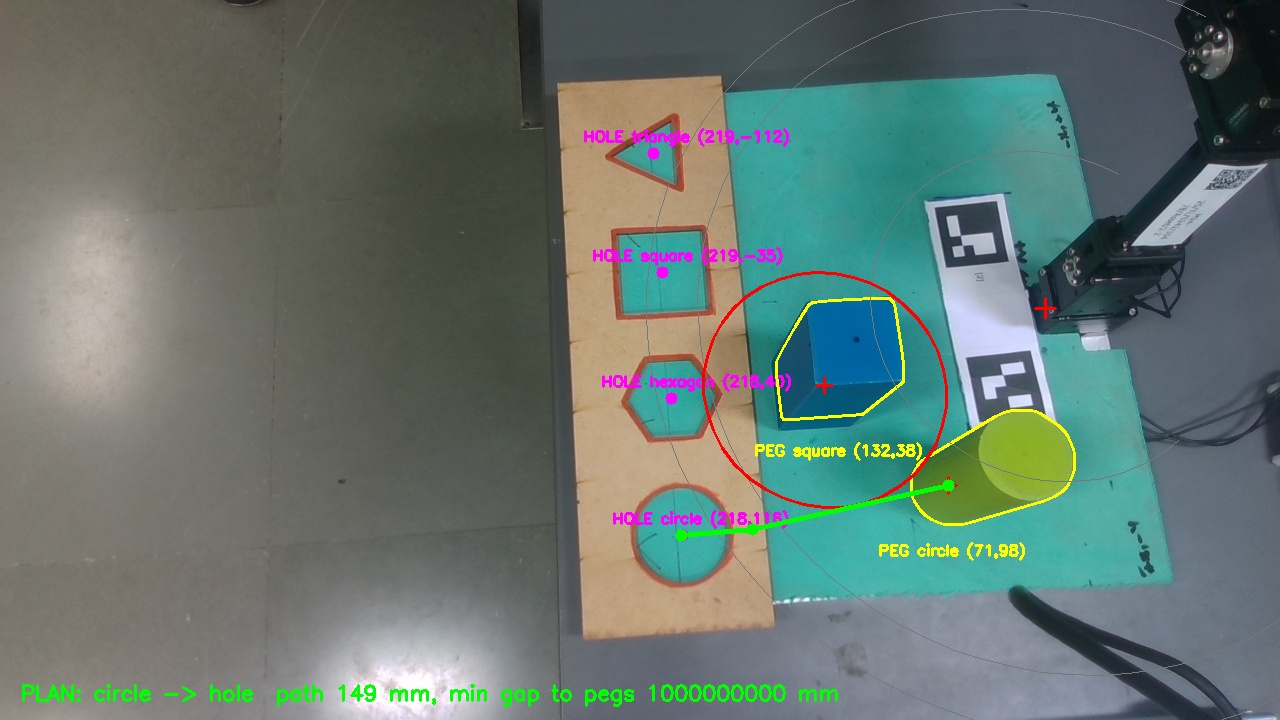 HOLE triangle (219,-112)
HOLE square (219,-35)
HOLE hexagon (218,40)
PEG square (132,38)
HOLE circle (218,116)
PEG circle (71,98)
PLAN: circle -> hole path 149 mm, min gap to pegs 1000000000 mm